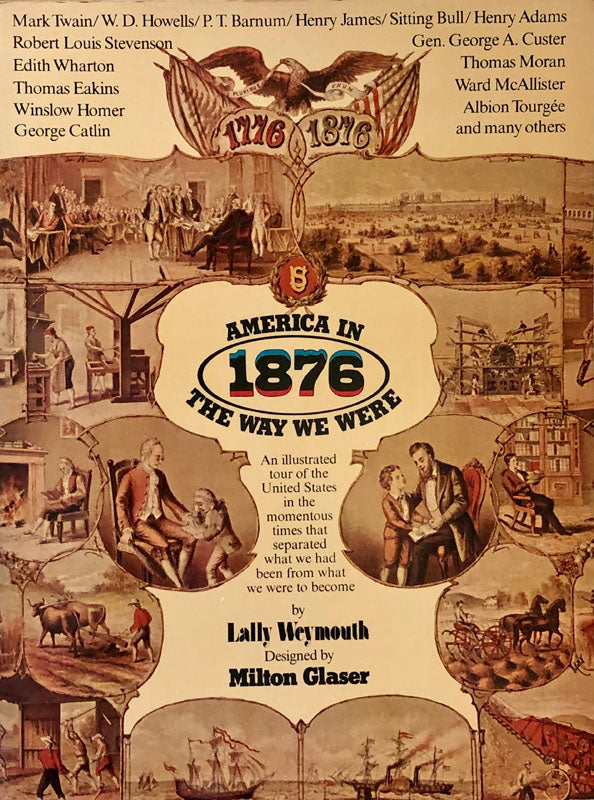 Mark Twain/ W. D. Howells/ P. T. Barnum/ Henry James/ Sitting Bull/ Henry Adams
Robert Louis Stevenson
Edith Wharton
Thomas Eakins
Winslow Homer
George Catlin
Gen. George A. Custer
Thomas Moran
Ward McAllister
Albion Tourgée
and many others
UNUM
1776
1876
AMERICA IN
1876
THE WAY WE WERE
An illustrated
tour of the
United States
in the
momentous
times that
separated
what we had
been from what
we were to become
by
Lally Weymouth
Designed by
Milton Glaser